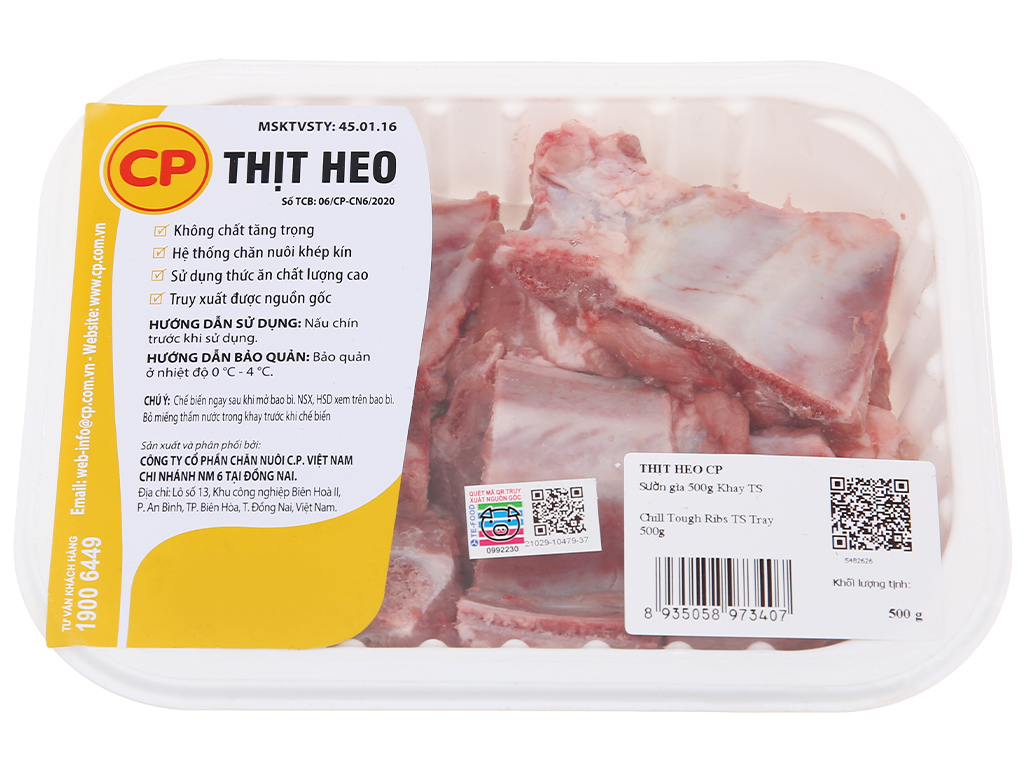 MSKTVSTY: 45.01.16
CP THỊT HEO
Số TCB: 06/CP-CN6/2020
Không chất tăng trọng
Hệ thống chăn nuôi khép kín
Sử dụng thức ăn chất lượng cao
Truy xuất được nguồn gốc
HƯỚNG DẪN SỬ DỤNG: Nấu chín
trước khi sử dụng.
HƯỚNG DẪN BẢO QUẢN: Bảo quản
ở nhiệt độ 0 °C - 4 °C.
CHÚ Ý: Chế biến ngay sau khi mở bao bì. NSX, HSD xem trên bao bì.
Bỏ miếng thấm nước trong khay trước khi chế biến
Sản xuất và phân phối bởi:
CÔNG TY CỔ PHẦN CHĂN NUÔI C.P. VIỆT NAM
CHI NHÁNH NM 6 TẠI ĐỒNG NAI.
Địa chỉ: Lô số 13, Khu công nghiệp Biên Hoà II,
P. An Bình, TP. Biên Hòa, T. Đồng Nai, Việt Nam.
Email: web-info@cp.com.vn - Website: www.cp.com.vn
TƯ VẤN KHÁCH HÀNG
1900 6449
QUÉT MÃ QR TRUY
XUẤT NGUỒN GỐC
TE-FOOD
0992230
21029-10479-37
THIT HEO CP
Sườn gia 500g Khay TS
Chill Tough Ribs TS Tray
500g
5482626
Khối lượng tịnh:
500 g
8 935058 973407